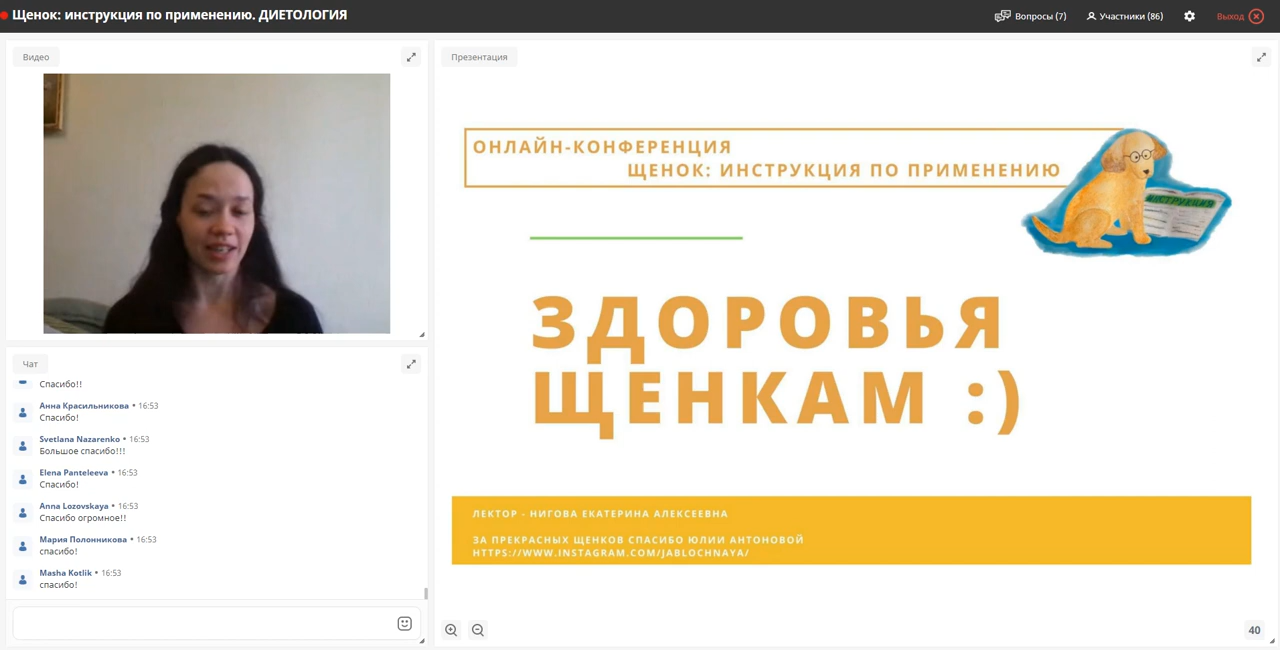 Щенок: инструкция по применению. ДИЕТОЛОГИЯ
Вопросы (7)
Участники (86)
Выход
Видео
Чат
Спасибо!!
Анна Красильникова • 16:53
Спасибо!
Svetlana Nazarenko • 16:53
Большое спасибо!!!
Elena Panteleeva • 16:53
Спасибо!
Anna Lozovskaya • 16:53
Спасибо огромное!!
Мария Полонникова • 16:53
спасибо!
Masha Kotlik • 16:53
спасибо!
Презентация
ОНЛАЙН-КОНФЕРЕНЦИЯ
ЩЕНОК: ИНСТРУКЦИЯ ПО ПРИМЕНЕНИЮ
ИНСТРУКЦИЯ
ЗДОРОВЬЯ
ЩЕНКАМ :)
ЛЕКТОР - НИГОВА ЕКАТЕРИНА АЛЕКСЕЕВНА
ЗА ПРЕКРАСНЫХ ЩЕНКОВ СПАСИБО ЮЛИИ АНТОНОВОЙ
HTTPS://WWW.INSTAGRAM.COM/JABLOCHNAYA/
40